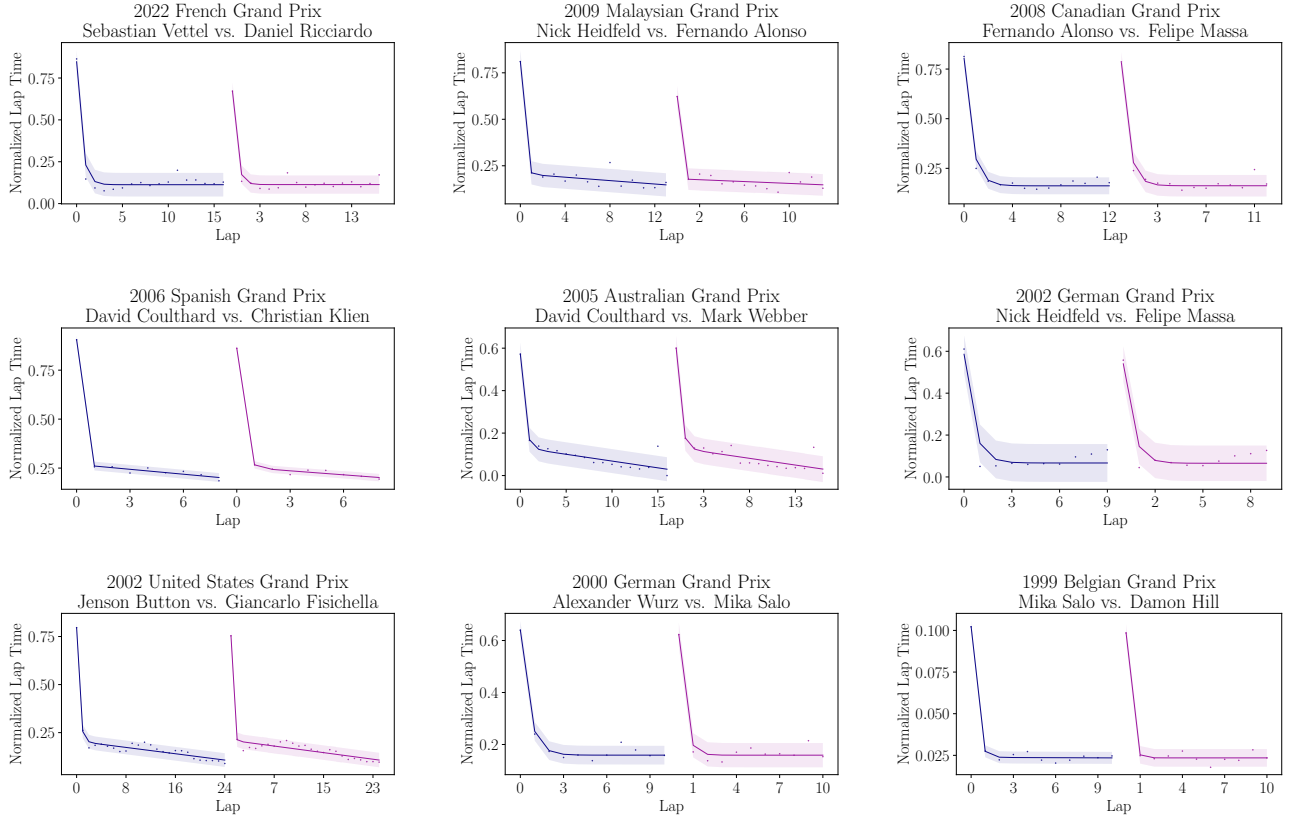 2022 French Grand Prix
Sebastian Vettel vs. Daniel Ricciardo
Normalized Lap Time
0.75
0.25
0.00
0
5
10
15
3
8
13
Lap
2009 Malaysian Grand Prix
Nick Heidfeld vs. Fernando Alonso
Normalized Lap Time
0.75
0.25
0
4
8
12
2
6
10
Lap
2008 Canadian Grand Prix
Fernando Alonso vs. Felipe Massa
Normalized Lap Time
0.75
0.25
0
4
8
12
3
7
11
Lap
2006 Spanish Grand Prix
David Coulthard vs. Christian Klien
Normalized Lap Time
0.75
0.25
0
3
6
0
3
6
Lap
2005 Australian Grand Prix
David Coulthard vs. Mark Webber
Normalized Lap Time
0.6
0.4
0.2
0.0
0
5
10
15
3
8
13
Lap
2002 German Grand Prix
Nick Heidfeld vs. Felipe Massa
Normalized Lap Time
0.6
0.4
0.2
0.0
0
3
6
9
2
5
8
Lap
2002 United States Grand Prix
Jenson Button vs. Giancarlo Fisichella
Normalized Lap Time
0.75
0.50
0.25
0
8
16
24
7
15
23
Lap
2000 German Grand Prix
Alexander Wurz vs. Mika Salo
Normalized Lap Time
0.6
0.4
0.2
0
3
6
9
1
4
7
10
Lap
1999 Belgian Grand Prix
Mika Salo vs. Damon Hill
Normalized Lap Time
0.100
0.075
0.050
0.025
0
3
6
9
1
4
7
10
Lap